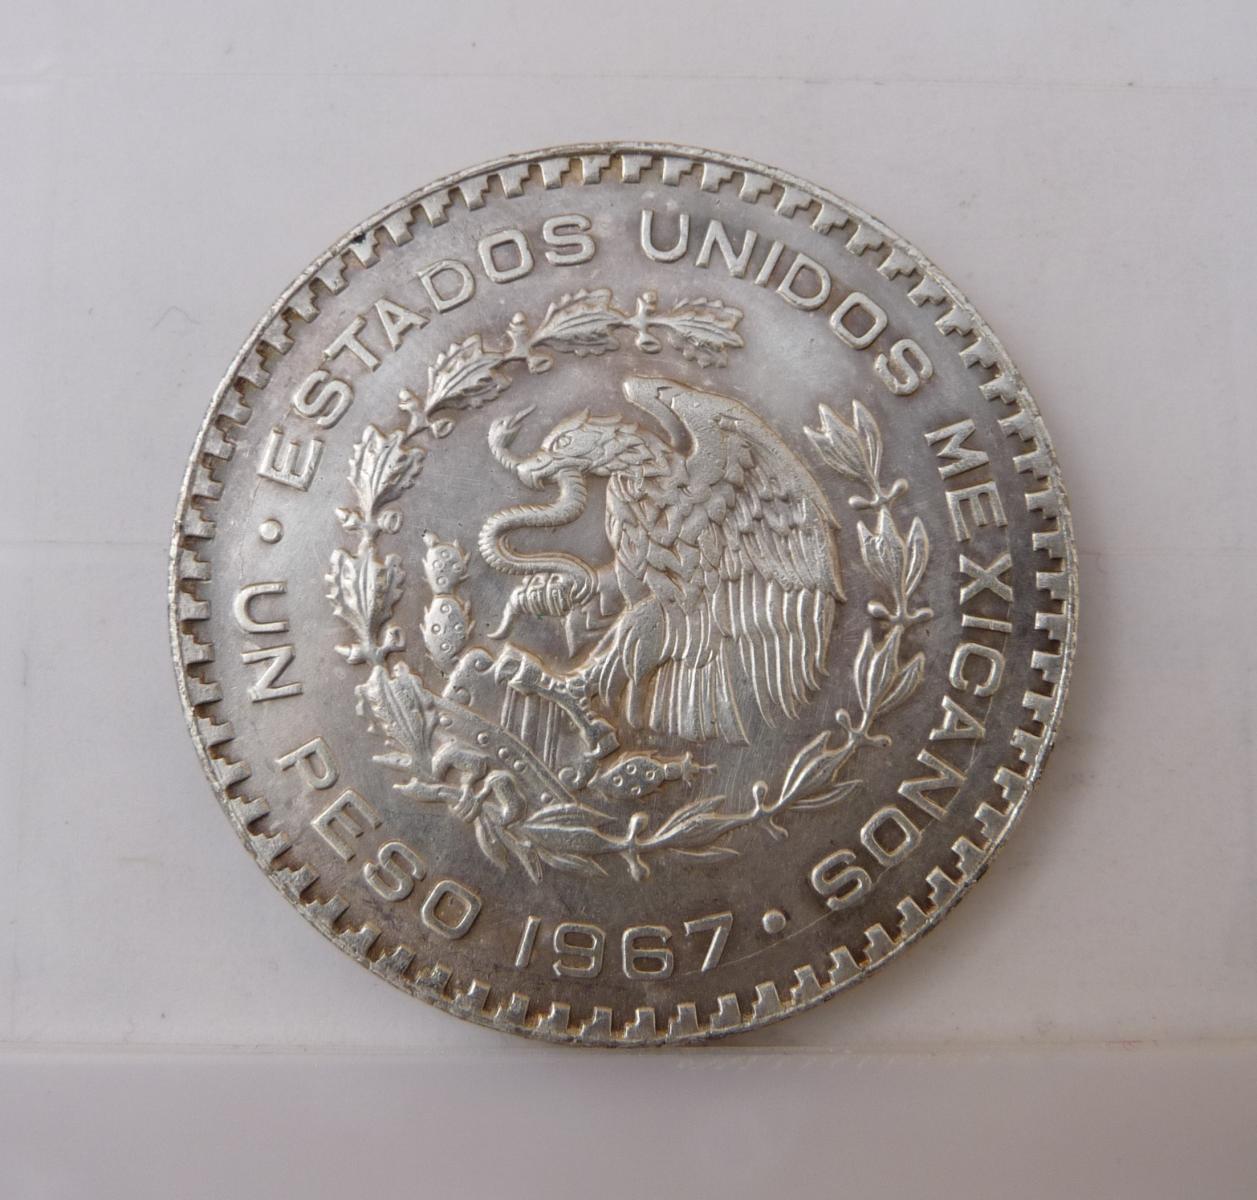 ESTADOS UNIDOS MEXICANOS
UN PESO 1967